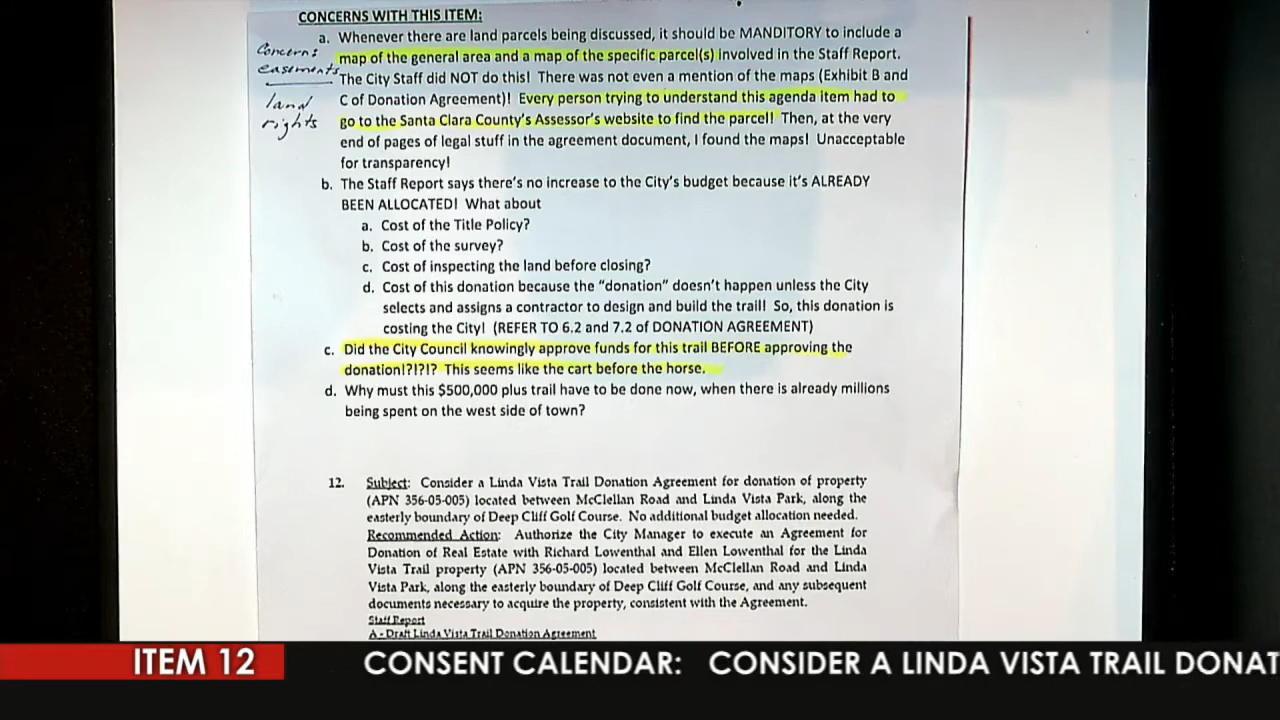 CONCERNS WITH THIS ITEM:
a. Whenever there are land parcels being discussed, it should be MANDITORY to include a
map of the general area and a map of the specific parcel(s) involved in the Staff Report.
The City Staff did NOT do this! There was not even a mention of the maps (Exhibit B and
C of Donation Agreement)! Every person trying to understand this agenda item had to
go to the Santa Clara County's Assessor's website to find the parcel! Then, at the very
end of pages of legal stuff in the agreement document, I found the maps! Unacceptable
for transparency!
Concerns
easements
land
rights
b. The Staff Report says there's no increase to the City's budget because it's ALREADY
BEEN ALLOCATED! What about
a. Cost of the Title Policy?
b. Cost of the survey?
c. Cost of inspecting the land before closing?
d. Cost of this donation because the "donation" doesn't happen unless the City
selects and assigns a contractor to design and build the trail! So, this donation is
costing the City! (REFER TO 6.2 and 7.2 of DONATION AGREEMENT)
c. Did the City Council knowingly approve funds for this trail BEFORE approving the
donation!?!?!? This seems like the cart before the horse.
d. Why must this $500,000 plus trail have to be done now, when there is already millions
being spent on the west side of town?
12. Subject: Consider a Linda Vista Trail Donation Agreement for donation of property
(APN 356-05-005) located between McClellan Road and Linda Vista Park, along the
easterly boundary of Deep Cliff Golf Course. No additional budget allocation needed.
Recommended Action: Authorize the City Manager to execute an Agreement for
Donation of Real Estate with Richard Lowenthal and Ellen Lowenthal for the Linda
Vista Trail property (APN 356-05-005) located between McClellan Road and Linda
Vista Park, along the easterly boundary of Deep Cliff Golf Course, and any subsequent
documents necessary to acquire the property, consistent with the Agreement.
Staff Report
A - Draft Linda Vista Trail Donation Agreement
ITEM 12 CONSENT CALENDAR: CONSIDER A LINDA VISTA TRAIL DONAT